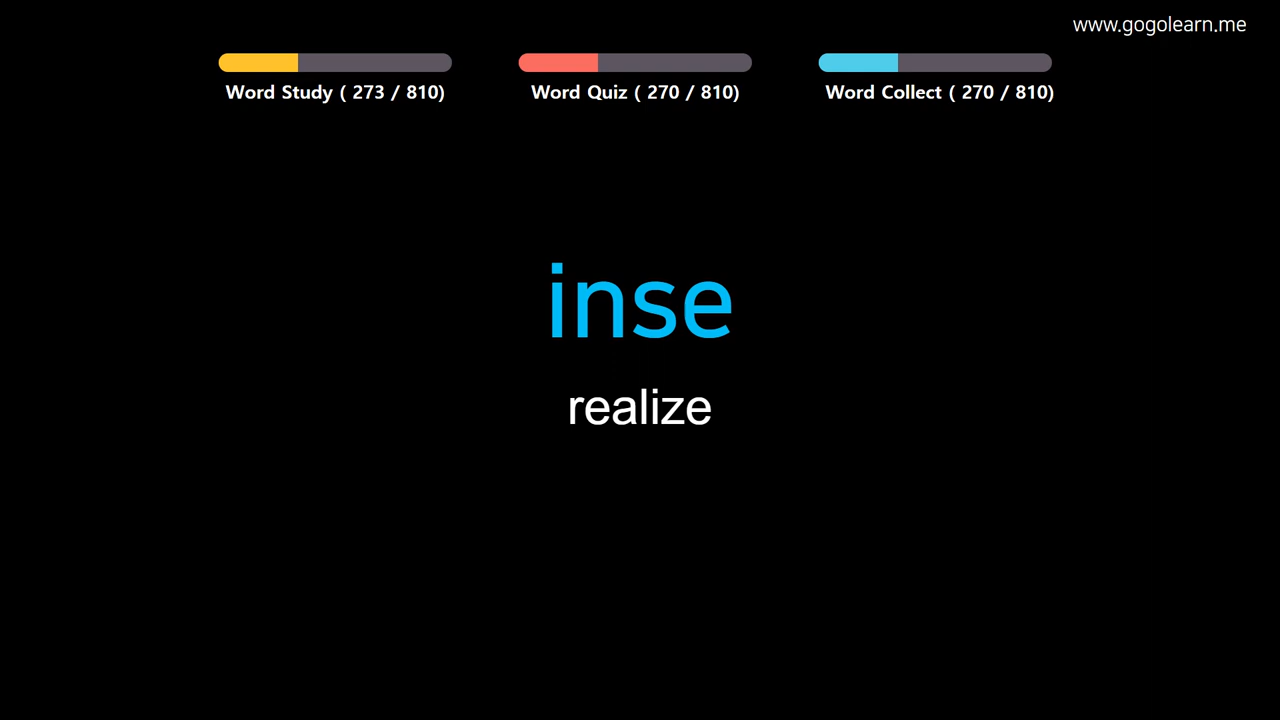 www.gogolearn.me
Word Study ( 273 / 810)
Word Quiz ( 270 / 810)
Word Collect ( 270 / 810)
inse
realize